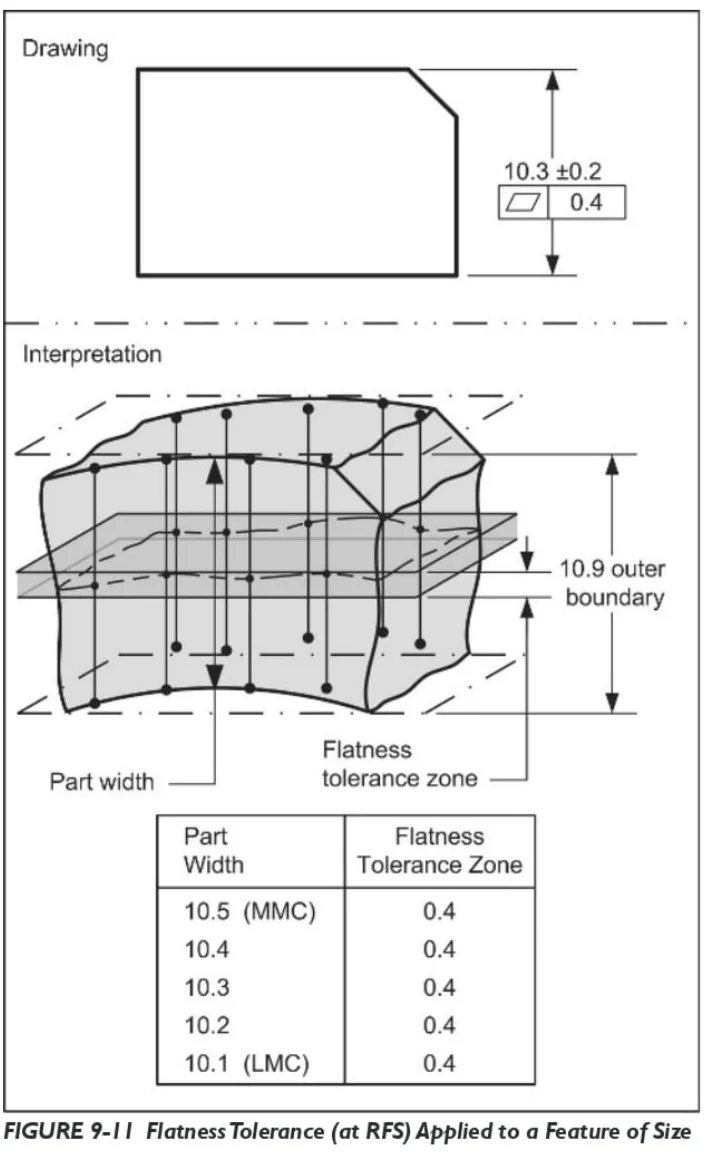 Drawing
10.3 ±0.2
0.4
Interpretation
10.9 outer
boundary
Flatness
tolerance zone
Part width
Part Flatness
Width Tolerance Zone
10.5 (MMC) 0.4
10.4 0.4
10.3 0.4
10.2 0.4
10.1 (LMC) 0.4
FIGURE 9-11 Flatness Tolerance (at RFS) Applied to a Feature of Size